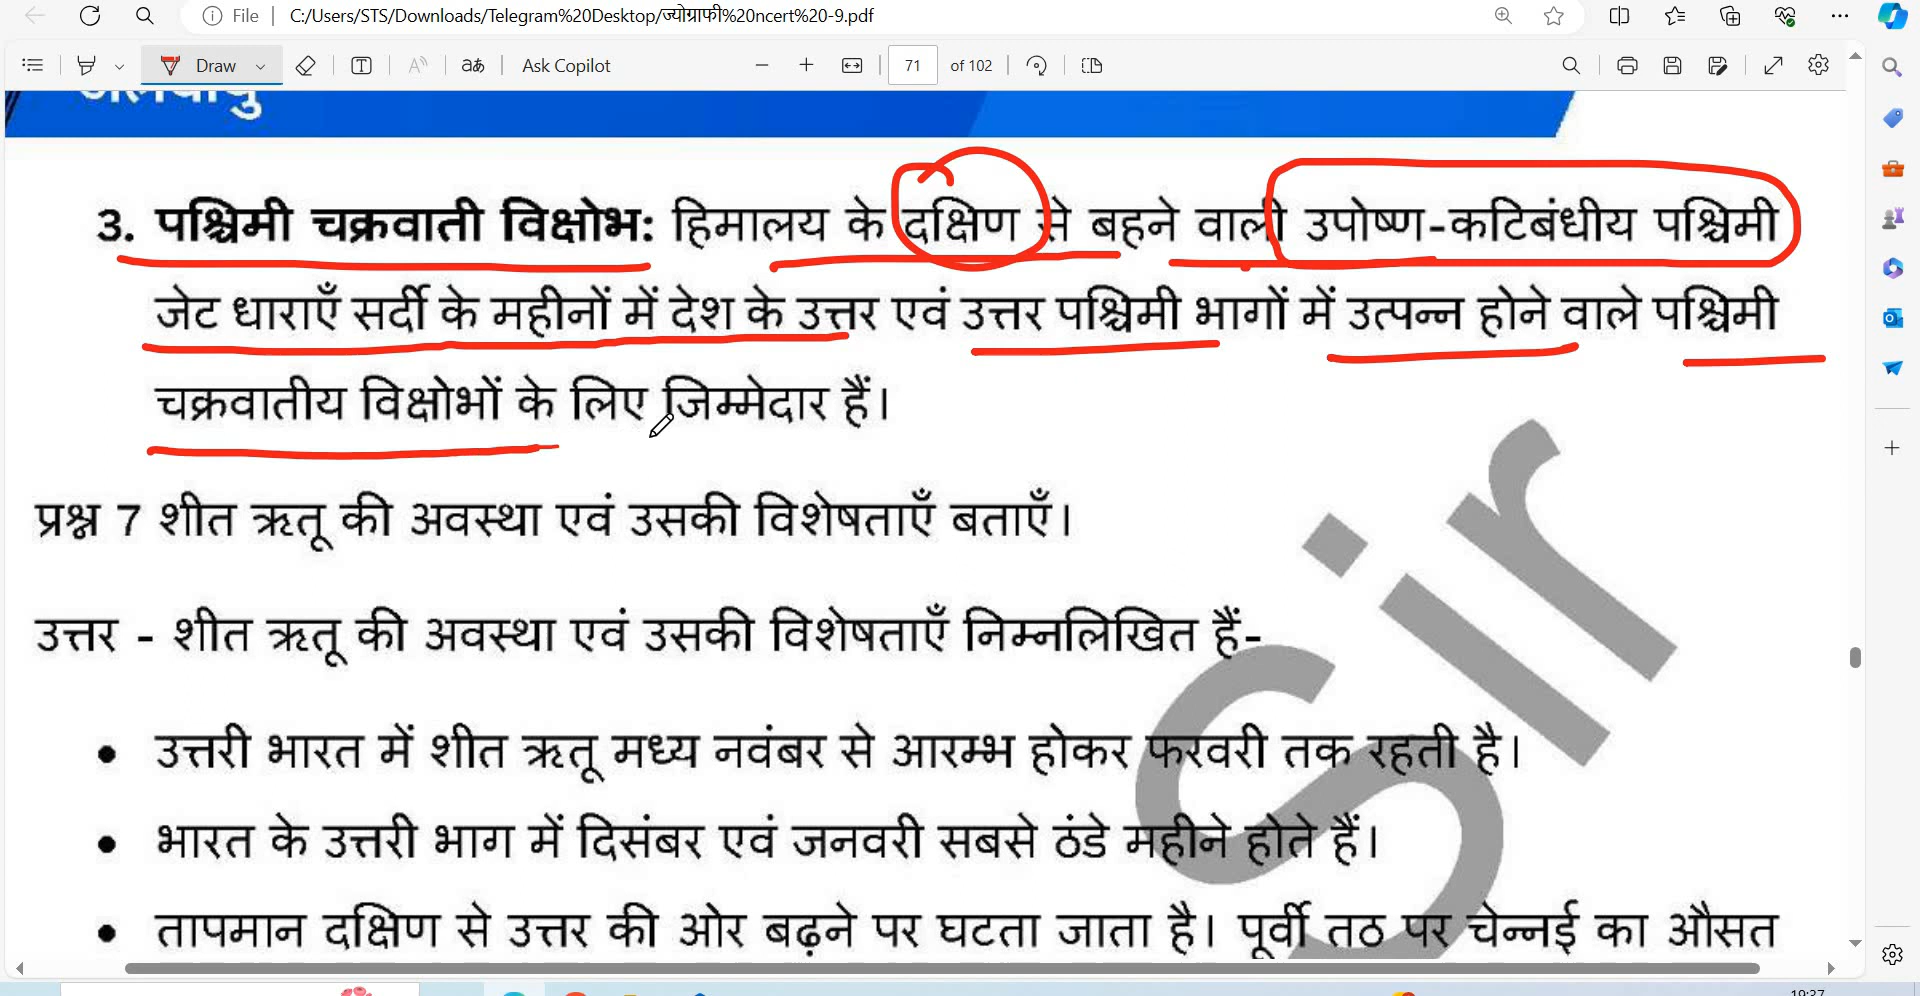 File C:/Users/STS/Downloads/Telegram%20Desktop/ज्योग्राफी%20ncert%20-9.pdf
Draw Ask Copilot 71 of 102
जलवायु
3. पश्चिमी चक्रवाती विक्षोभ: हिमालय के दक्षिण से बहने वाली उपोष्ण-कटिबंधीय पश्चिमी
जेट धाराएँ सर्दी के महीनों में देश के उत्तर एवं उत्तर पश्चिमी भागों में उत्पन्न होने वाले पश्चिमी
चक्रवातीय विक्षोभों के लिए जिम्मेदार हैं।
प्रश्न 7 शीत ऋतू की अवस्था एवं उसकी विशेषताएँ बताएँ।
उत्तर - शीत ऋतू की अवस्था एवं उसकी विशेषताएँ निम्नलिखित हैं-
• उत्तरी भारत में शीत ऋतू मध्य नवंबर से आरम्भ होकर फरवरी तक रहती है।
• भारत के उत्तरी भाग में दिसंबर एवं जनवरी सबसे ठंडे महीने होते हैं।
• तापमान दक्षिण से उत्तर की ओर बढ़ने पर घटता जाता है। पूर्वी तठ पर चेन्नई का औसत
Sir
19:37